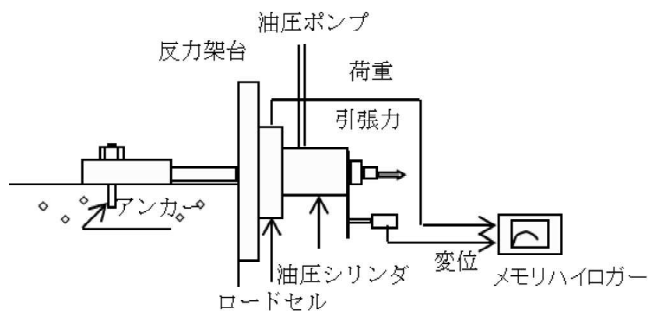 油圧ポンプ
反力架台
荷重
引張力
アンカー
変位
油圧シリンダ
メモリハイロガー
ロードセル